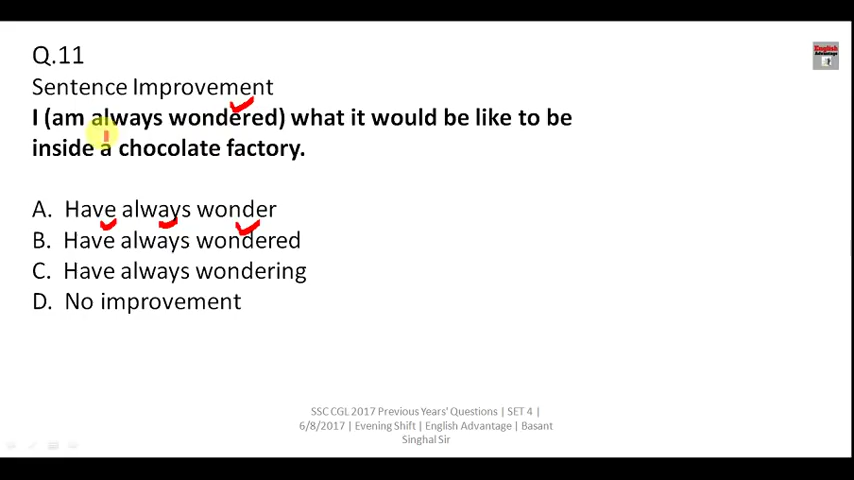 Q.11
English
Advantage
Sentence Improvement
I (am always wondered) what it would be like to be
inside a chocolate factory.
A. Have always wonder
B. Have always wondered
C. Have always wondering
D. No improvement
SSC CGL 2017 Previous Years' Questions | SET 4 |
6/8/2017 | Evening Shift | English Advantage | Basant
Singhal Sir